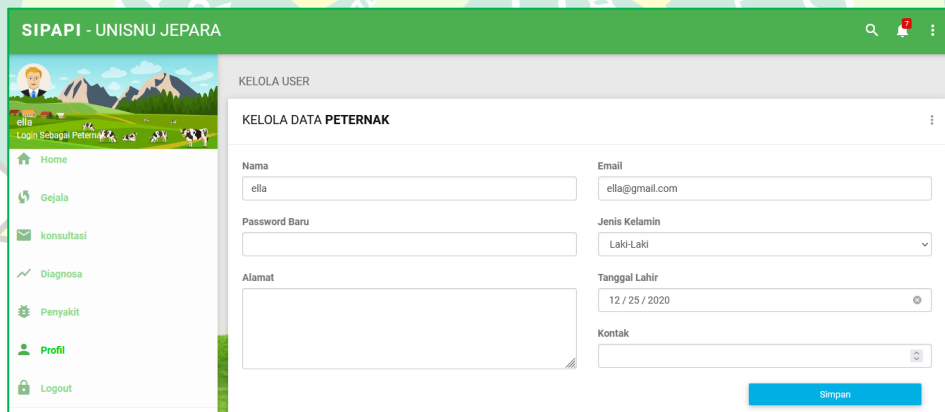 SIPAPI - UNISNU JEPARA
7
ella
Login Sebagai Peternak
Home
Gejala
konsultasi
Diagnosa
Penyakit
Profil
Logout
KELOLA USER
KELOLA DATA PETERNAK
Nama
ella
Email
ella@gmail.com
Password Baru
Jenis Kelamin
Laki-Laki
Alamat
Tanggal Lahir
12 / 25 / 2020
Kontak
Simpan